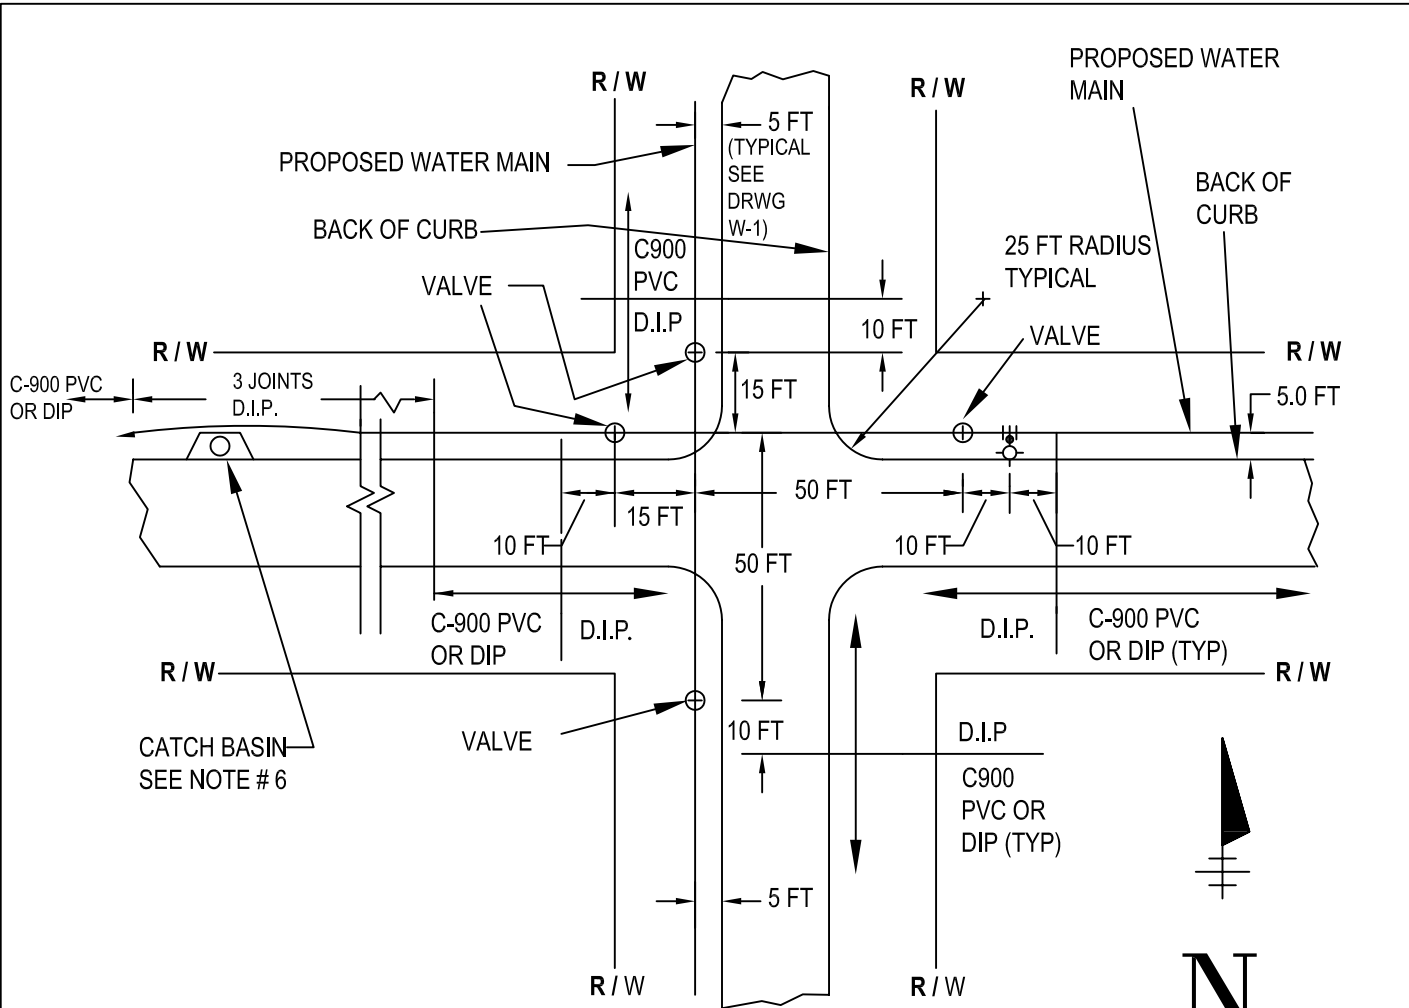 PROPOSED WATER
MAIN
R / W
R / W
5 FT
(TYPICAL
SEE
DRWG
W-1)
PROPOSED WATER MAIN
BACK OF
CURB
BACK OF CURB
C900
PVC
D.I.P
25 FT RADIUS
TYPICAL
VALVE
10 FT
VALVE
R / W
R / W
C-900 PVC
OR DIP
3 JOINTS
D.I.P.
15 FT
5.0 FT
50 FT
15 FT
10 FT
10 FT
10 FT
50 FT
C-900 PVC
OR DIP
D.I.P.
D.I.P.
C-900 PVC
OR DIP (TYP)
R / W
R / W
CATCH BASIN
SEE NOTE # 6
VALVE
10 FT
D.I.P
C900
PVC OR
DIP (TYP)
5 FT
R / W
R / W
N